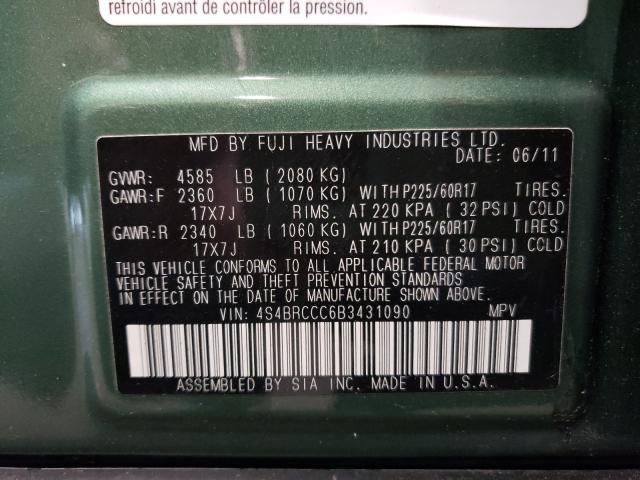 refroidi avant de contrôler la pression.
MFD BY FUJI HEAVY INDUSTRIES LTD.
DATE: 06/11
GVWR: 4585 LB (2080 KG)
GAWR:F 2360 LB (1070 KG) WITH P225/60R17 TIRES.
17X7J RIMS. AT 220 KPA (32 PSI) COLD
GAWR:R 2340 LB (1060 KG) WITH P225/60R17 TIRES.
17X7J RIMS. AT 210 KPA (30 PSI) COLD
THIS VEHICLE CONFORMS TO ALL APPLICABLE FEDERAL MOTOR
VEHICLE SAFETY AND THEFT PREVENTION STANDARDS
IN EFFECT ON THE DATE OF MANUFACTURE SHOWN ABOVE.
VIN: 4S4BRCCC6B3431090 MPV
ASSEMBLED BY SIA INC. MADE IN U.S.A.